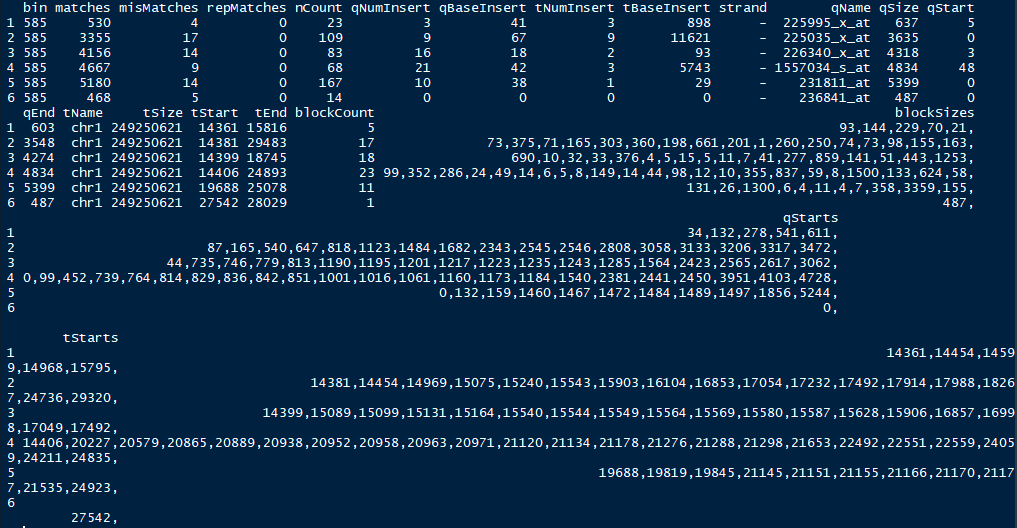 bin matches misMatches repMatches nCount qNumInsert qBaseInsert tNumInsert tBaseInsert strand qName qSize qStart
1 585 530 4 0 23 3 41 3 898 - 225995_x_at 637 5
2 585 3355 17 0 109 9 67 9 11621 - 225035_x_at 3635 0
3 585 4156 14 0 83 16 18 2 93 - 226340_x_at 4318 3
4 585 4667 9 0 68 21 42 3 5743 - 1557034_s_at 4834 48
5 585 5180 14 0 167 10 38 1 29 - 231811_at 5399 0
6 585 468 5 0 14 0 0 0 0 - 236841_at 487 0
qEnd tName tSize tStart tEnd blockCount blockSizes
1 603 chr1 249250621 14361 15816 5 93,144,229,70,21,
2 3548 chr1 249250621 14381 29483 17 73,375,71,165,303,360,198,661,201,1,260,250,74,73,98,155,163,
3 4274 chr1 249250621 14399 18745 18 690,10,32,33,376,4,5,15,5,11,7,41,277,859,141,51,443,1253,
4 4834 chr1 249250621 14406 24893 23 99,352,286,24,49,14,6,5,8,149,14,44,98,12,10,355,837,59,8,1500,133,624,58,
5 5399 chr1 249250621 19688 25078 11 131,26,1300,6,4,11,4,7,358,3359,155,
6 487 chr1 249250621 27542 28029 1 487,
qStarts
1 34,132,278,541,611,
2 87,165,540,647,818,1123,1484,1682,2343,2545,2546,2808,3058,3133,3206,3317,3472,
3 44,735,746,779,813,1190,1195,1201,1217,1223,1235,1243,1285,1564,2423,2565,2617,3062,
4 0,99,452,739,764,814,829,836,842,851,1001,1016,1061,1160,1173,1184,1540,2381,2441,2450,3951,4103,4728,
5 0,132,159,1460,1467,1472,1484,1489,1497,1856,5244,
6 0,
tStarts
1 14361,14454,1459
9,14968,15795,
2 14381,14454,14969,15075,15240,15543,15903,16104,16853,17054,17232,17492,17914,17988,1826
7,24736,29320,
3 14399,15089,15099,15131,15164,15540,15544,15549,15564,15569,15580,15587,15628,15906,16857,1699
8,17049,17492,
4 14406,20227,20579,20865,20889,20938,20952,20958,20963,20971,21120,21134,21178,21276,21288,21298,21653,22492,22551,22559,2405
9,24211,24835,
5 19688,19819,19845,21145,21151,21155,21166,21170,2117
7,21535,24923,
6
27542,